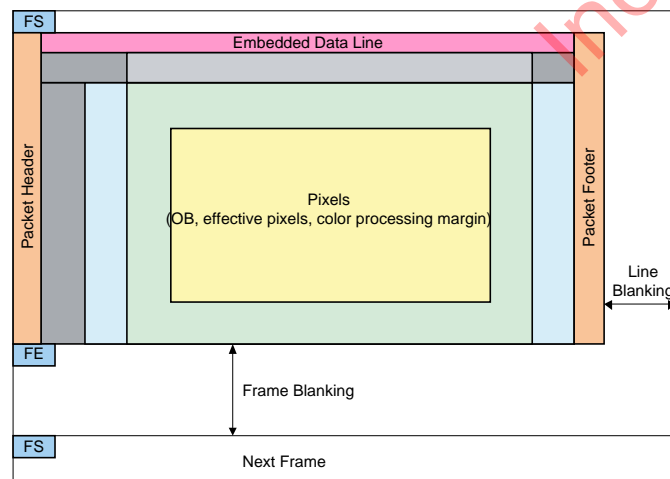 FS
Embedded Data Line
Packet Header
Pixels
(OB, effective pixels, color processing margin)
Packet Footer
Line
Blanking
FE
Frame Blanking
FS
Next Frame